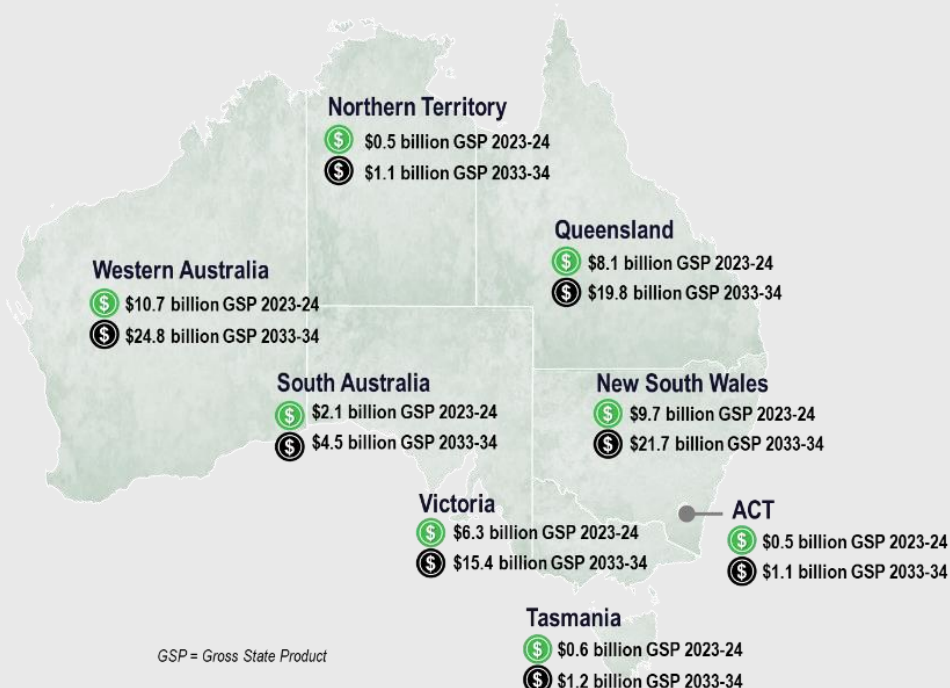 Northern Territory
$ $0.5 billion GSP 2023-24
$ $1.1 billion GSP 2033-34
Queensland
$ $8.1 billion GSP 2023-24
$ $19.8 billion GSP 2033-34
Western Australia
$ $10.7 billion GSP 2023-24
$ $24.8 billion GSP 2033-34
South Australia
$ $2.1 billion GSP 2023-24
$ $4.5 billion GSP 2033-34
New South Wales
$ $9.7 billion GSP 2023-24
$ $21.7 billion GSP 2033-34
Victoria
$ $6.3 billion GSP 2023-24
$ $15.4 billion GSP 2033-34
ACT
$ $0.5 billion GSP 2023-24
$ $1.1 billion GSP 2033-34
Tasmania
$ $0.6 billion GSP 2023-24
$ $1.2 billion GSP 2033-34
GSP = Gross State Product